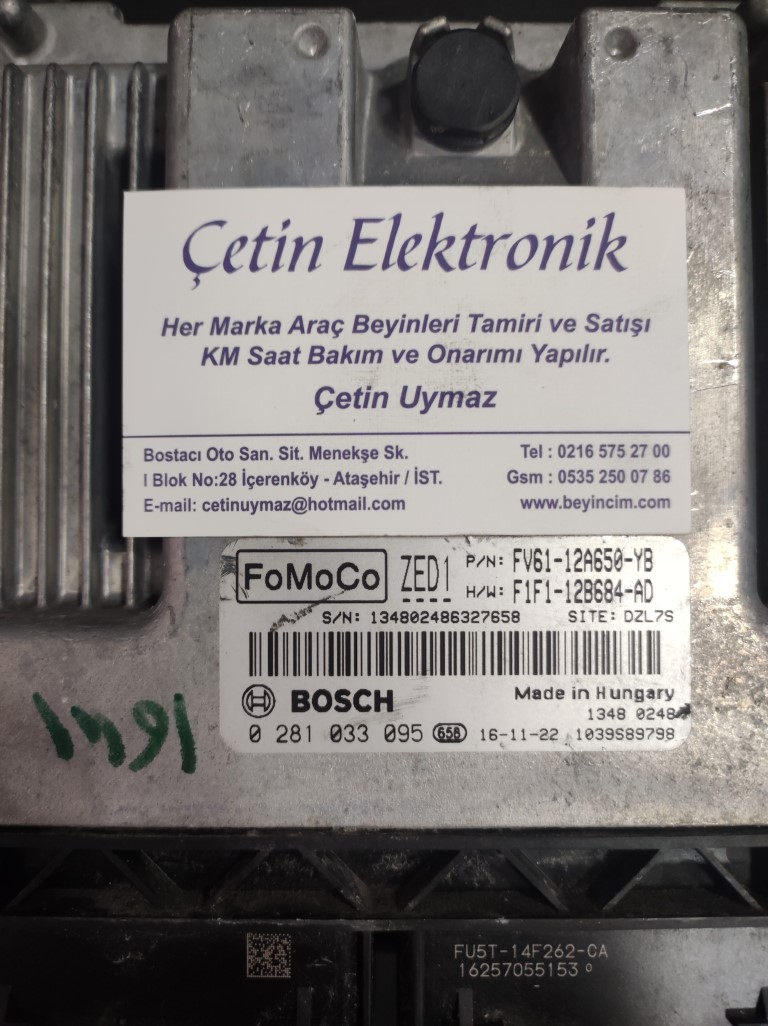 Çetin Elektronik
Her Marka Araç Beyinleri Tamiri ve Satışı
KM Saat Bakım ve Onarımı Yapılır.
Çetin Uymaz
Bostacı Oto San. Sit. Menekşe Sk.
I Blok No:28 İçerenköy - Ataşehir / İST.
E-mail: cetinuymaz@hotmail.com
Tel : 0216 575 27 00
Gsm : 0535 250 07 86
www.beyincim.com
FoMoCo ZED1 P/N: FV61-12A650-YB
H/W: F1F1-12B684-AD
S/N: 134802486327658 SITE: DZL7S
BOSCH Made in Hungary
1348 0248
0 281 033 095 658 16-11-22 1039S89798
FU5T-14F262-CA
16257055153